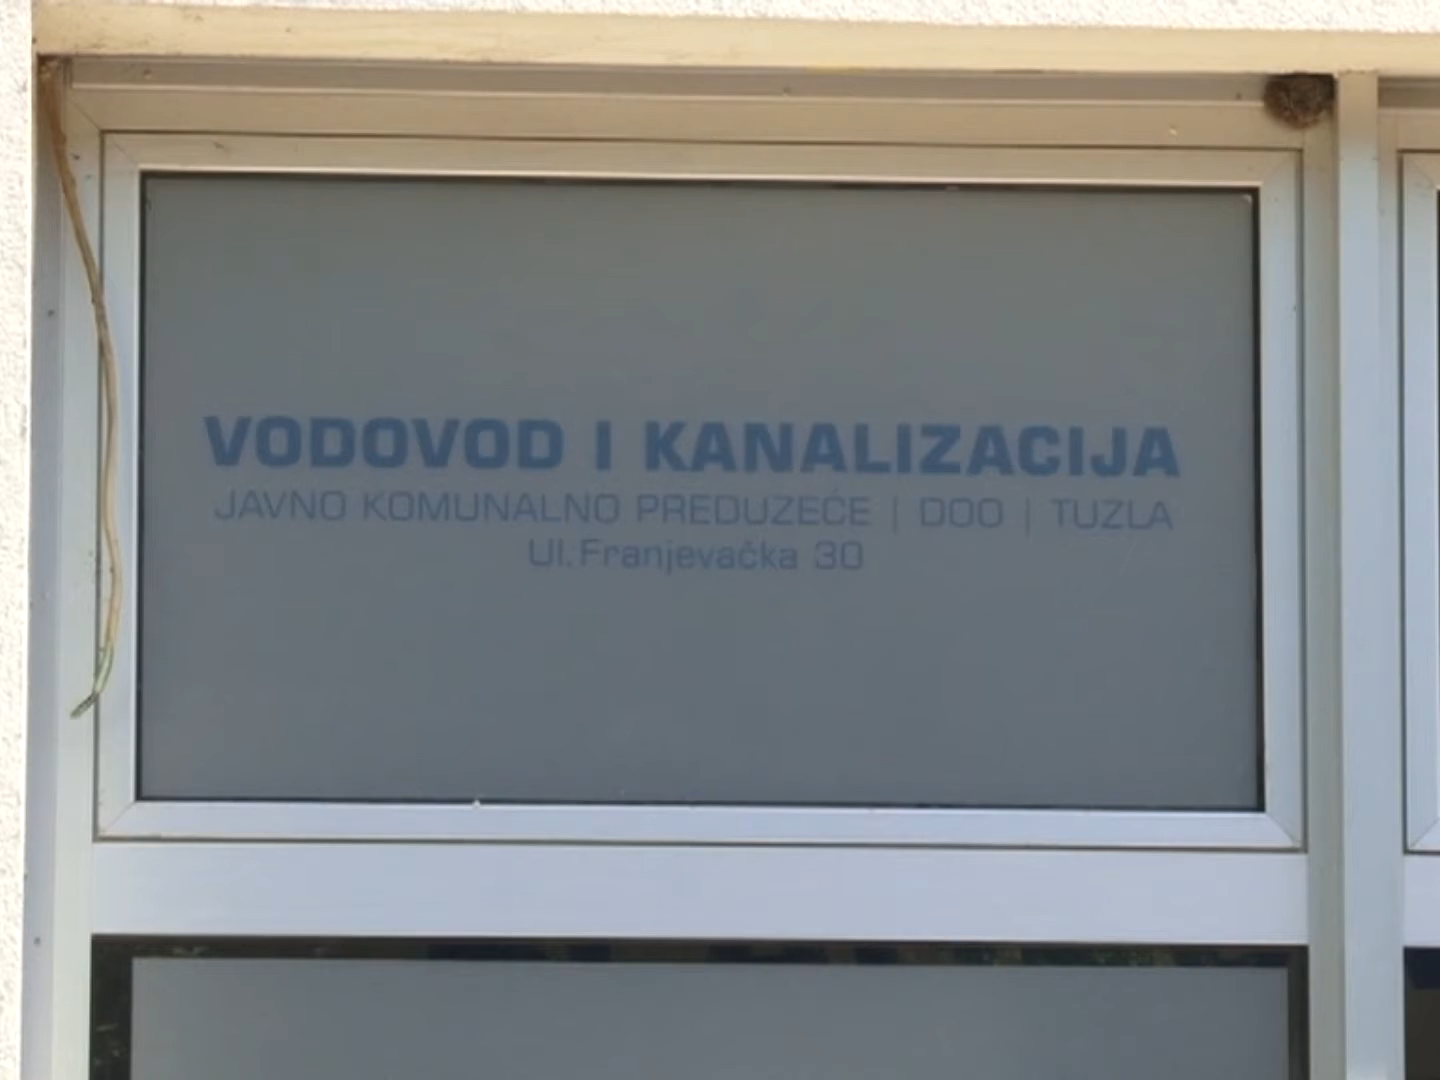 VODOVOD I KANALIZACIJA
JAVNO KOMUNALNO PREDUZEĆE | DOO | TUZLA
Ul. Franjevačka 30